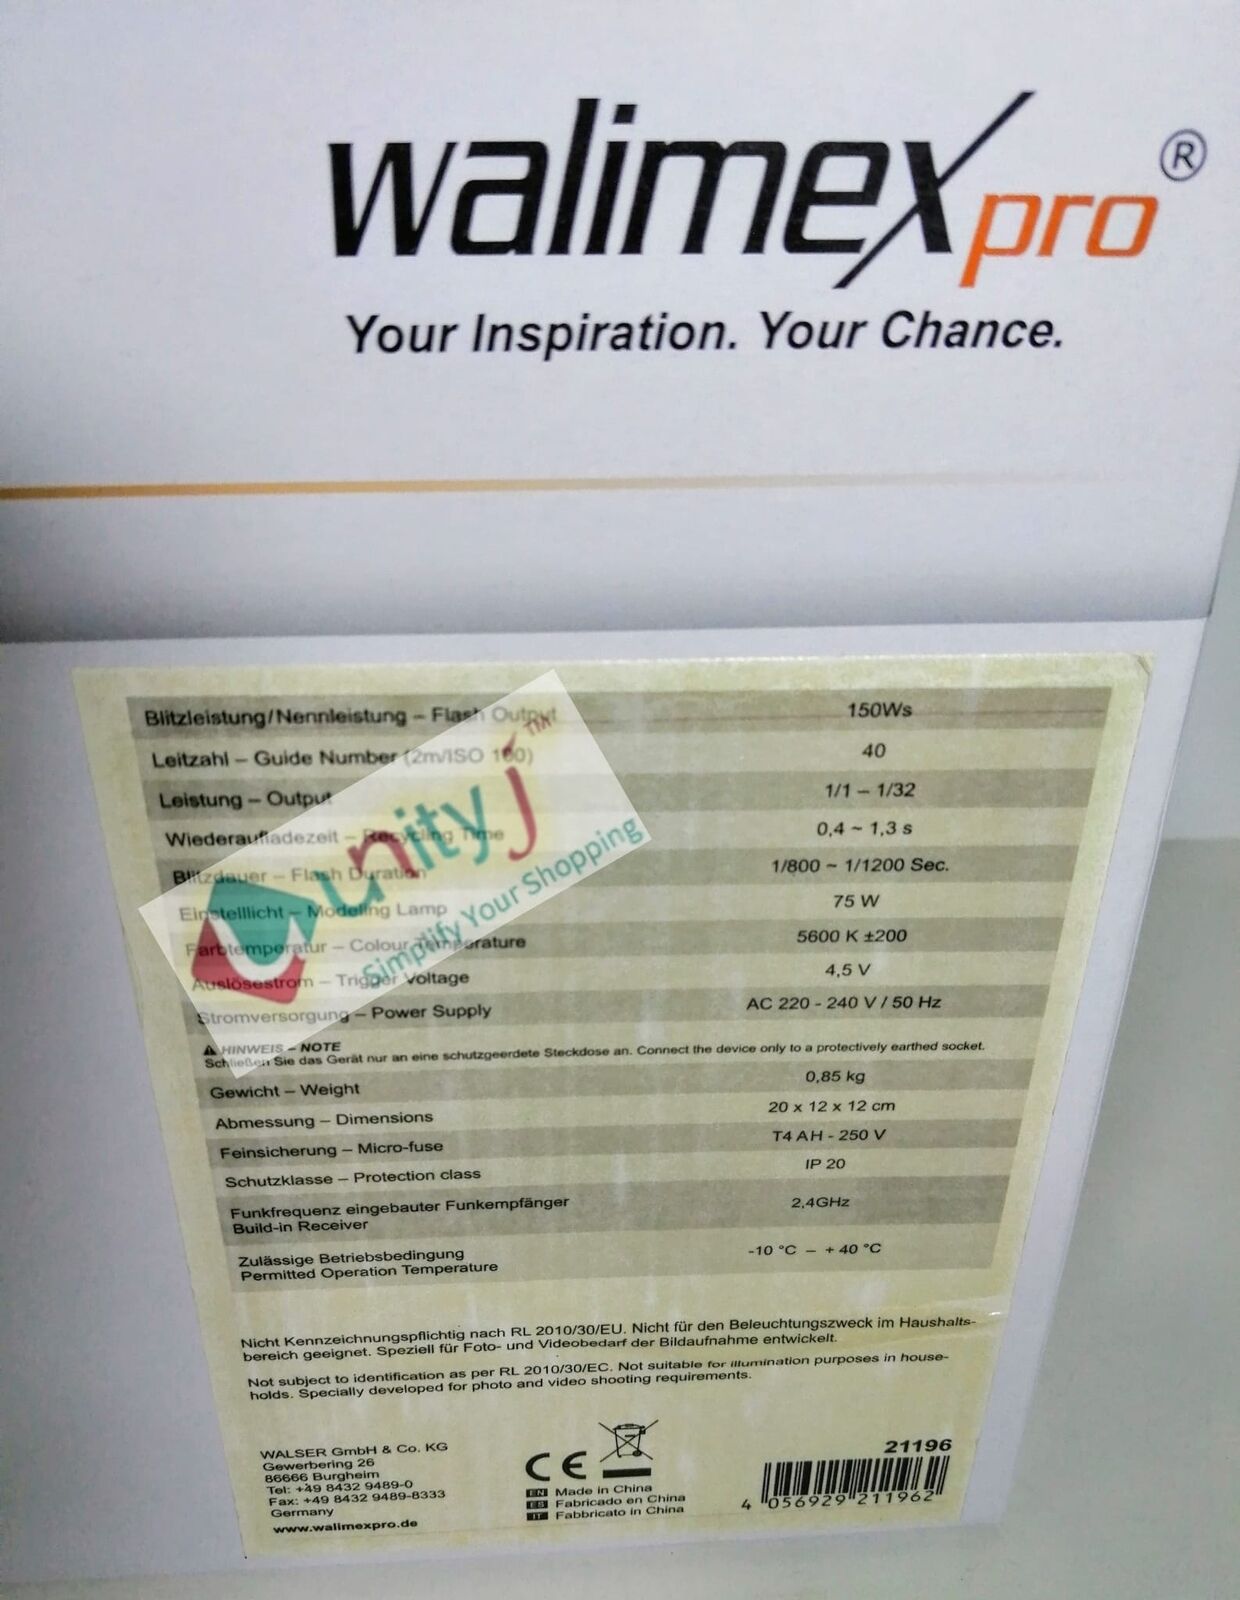 walimex pro ®
Your Inspiration. Your Chance.
Blitzleistung/Nennleistung – Flash Output 150Ws
Leitzahl – Guide Number (2m/ISO 100) 40
Leistung – Output 1/1 – 1/32
Wiederaufladezeit – Recycling Time 0,4 ~ 1,3 s
Blitzdauer – Flash Duration 1/800 ~ 1/1200 Sec.
Einstelllicht – Modeling Lamp 75 W
Farbtemperatur – Colour Temperature 5600 K ±200
Auslösestrom – Trigger Voltage 4,5 V
Stromversorgung – Power Supply AC 220 - 240 V / 50 Hz
HINWEIS – NOTE
Schließen Sie das Gerät nur an eine schutzgeerdete Steckdose an. Connect the device only to a protectively earthed socket.
Gewicht – Weight 0,85 kg
Abmessung – Dimensions 20 x 12 x 12 cm
Feinsicherung – Micro-fuse T4 AH - 250 V
Schutzklasse – Protection class IP 20
Funkfrequenz eingebauter Funkempfänger 2,4GHz
Build-in Receiver
Zulässige Betriebsbedingung -10 °C – + 40 °C
Permitted Operation Temperature
unityj™
Simplify Your Shopping
Nicht Kennzeichnungspflichtig nach RL 2010/30/EU. Nicht für den Beleuchtungszweck im Haushalts-
bereich geeignet. Speziell für Foto- und Videobedarf der Bildaufnahme entwickelt.
Not subject to identification as per RL 2010/30/EC. Not suitable for illumination purposes in house-
holds. Specially developed for photo and video shooting requirements.
WALSER GmbH & Co. KG
Gewerbering 26
86666 Burgheim
Tel: +49 8432 9489-0
Fax: +49 8432 9489-8333
Germany
www.walimexpro.de
CE
EN Made in China
ES Fabricado en China
IT Fabbricato in China
21196
4 056929 211962